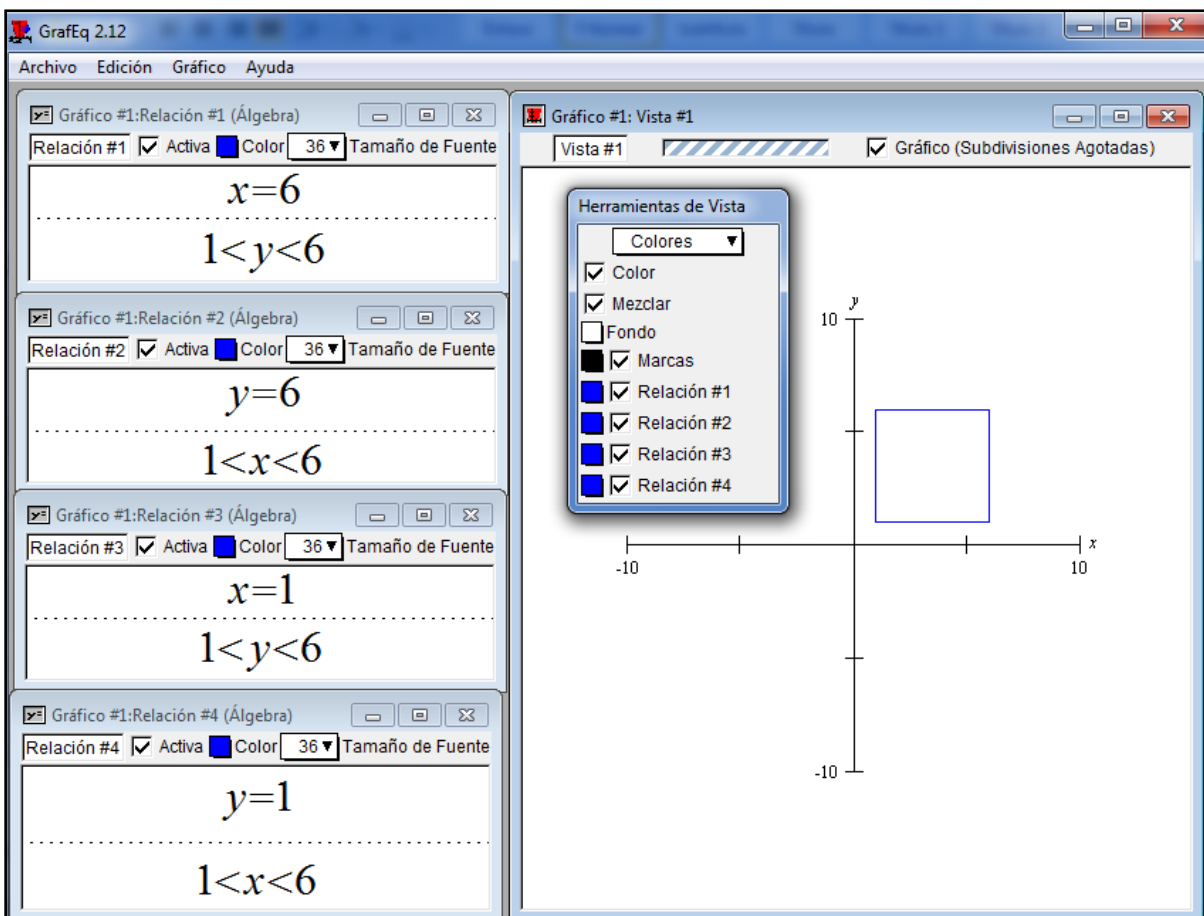 GrafEq 2.12
Archivo Edición Gráfico Ayuda
Gráfico #1:Relación #1 (Álgebra)
Relación #1 Activa Color 36 Tamaño de Fuente
x=6
1<y<6
Gráfico #1:Relación #2 (Álgebra)
Relación #2 Activa Color 36 Tamaño de Fuente
y=6
1<x<6
Gráfico #1:Relación #3 (Álgebra)
Relación #3 Activa Color 36 Tamaño de Fuente
x=1
1<y<6
Gráfico #1:Relación #4 (Álgebra)
Relación #4 Activa Color 36 Tamaño de Fuente
y=1
1<x<6
Gráfico #1: Vista #1
Vista #1 Gráfico (Subdivisiones Agotadas)
Herramientas de Vista
Colores
Color
Mezclar
Fondo
Marcas
Relación #1
Relación #2
Relación #3
Relación #4
y
10
x
-10 10
-10